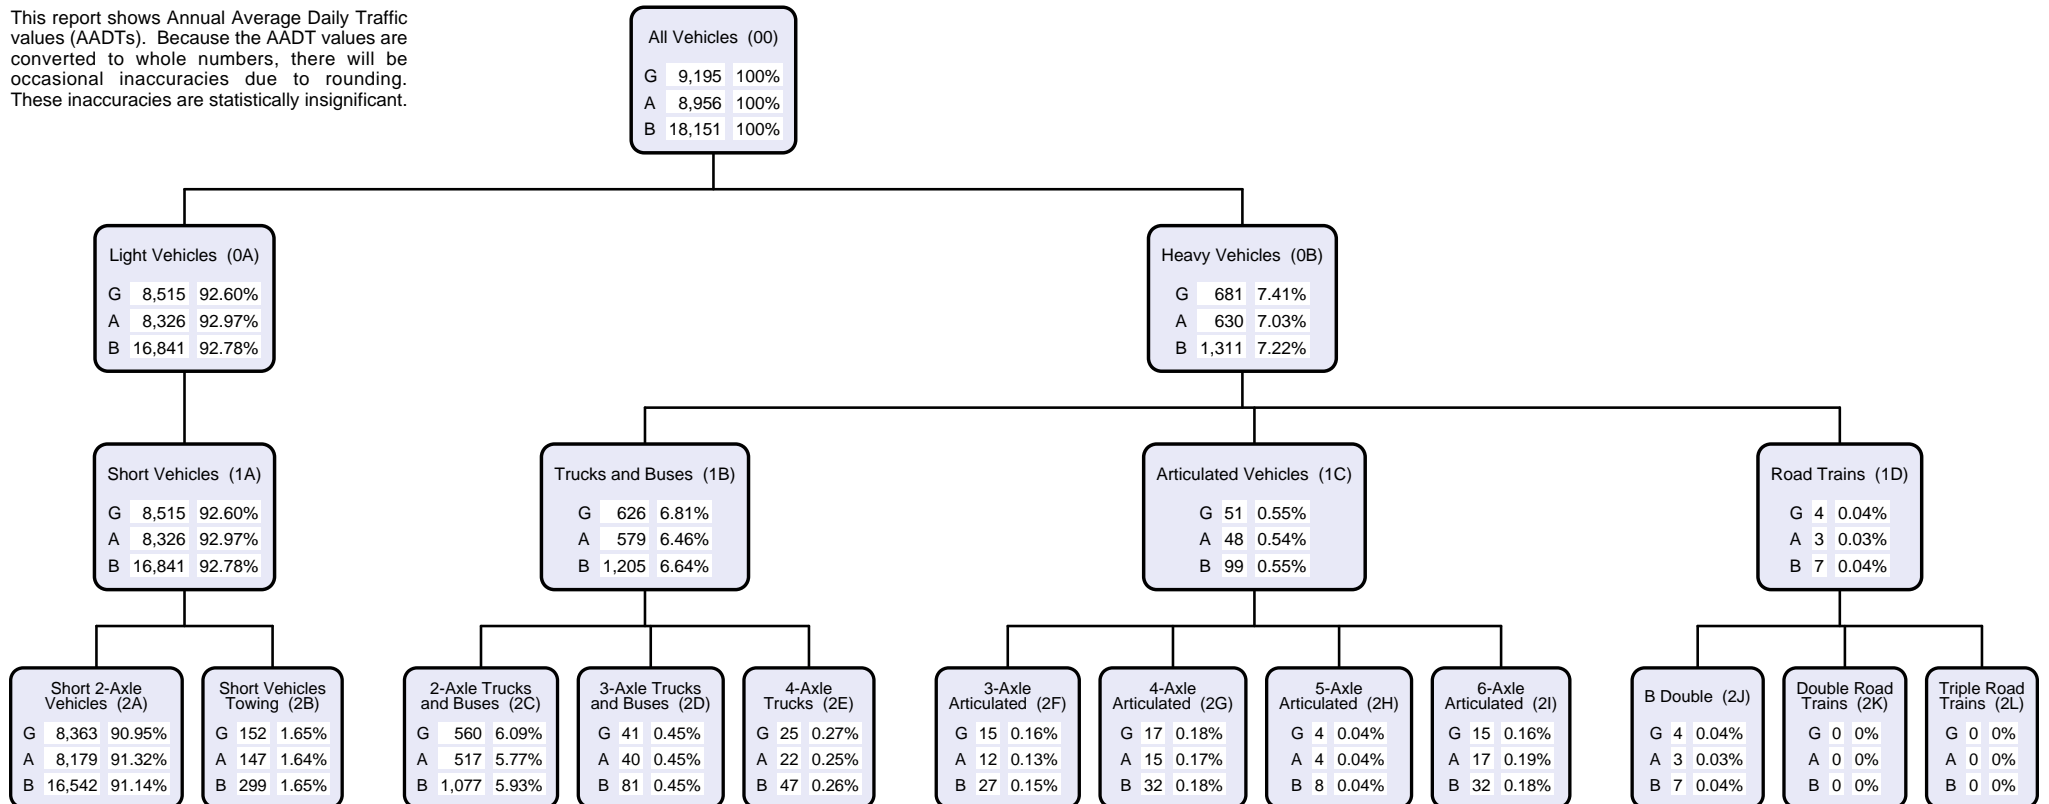 This report shows Annual Average Daily Traffic
values (AADTs).  Because the AADT values are
converted to whole numbers, there will be
occasional inaccuracies due to rounding.
These inaccuracies are statistically insignificant.
All Vehicles (00)
G 9,195 100%
A 8,956 100%
B 18,151 100%
Light Vehicles (0A)
G 8,515 92.60%
A 8,326 92.97%
B 16,841 92.78%
Heavy Vehicles (0B)
G 681 7.41%
A 630 7.03%
B 1,311 7.22%
Short Vehicles (1A)
G 8,515 92.60%
A 8,326 92.97%
B 16,841 92.78%
Trucks and Buses (1B)
G 626 6.81%
A 579 6.46%
B 1,205 6.64%
Articulated Vehicles (1C)
G 51 0.55%
A 48 0.54%
B 99 0.55%
Road Trains (1D)
G 4 0.04%
A 3 0.03%
B 7 0.04%
Short 2-Axle
Vehicles (2A)
G 8,363 90.95%
A 8,179 91.32%
B 16,542 91.14%
Short Vehicles
Towing (2B)
G 152 1.65%
A 147 1.64%
B 299 1.65%
2-Axle Trucks
and Buses (2C)
G 560 6.09%
A 517 5.77%
B 1,077 5.93%
3-Axle Trucks
and Buses (2D)
G 41 0.45%
A 40 0.45%
B 81 0.45%
4-Axle
Trucks (2E)
G 25 0.27%
A 22 0.25%
B 47 0.26%
3-Axle
Articulated (2F)
G 15 0.16%
A 12 0.13%
B 27 0.15%
4-Axle
Articulated (2G)
G 17 0.18%
A 15 0.17%
B 32 0.18%
5-Axle
Articulated (2H)
G 4 0.04%
A 4 0.04%
B 8 0.04%
6-Axle
Articulated (2I)
G 15 0.16%
A 17 0.19%
B 32 0.18%
B Double (2J)
G 4 0.04%
A 3 0.03%
B 7 0.04%
Double Road
Trains (2K)
G 0 0%
A 0 0%
B 0 0%
Triple Road
Trains (2L)
G 0 0%
A 0 0%
B 0 0%